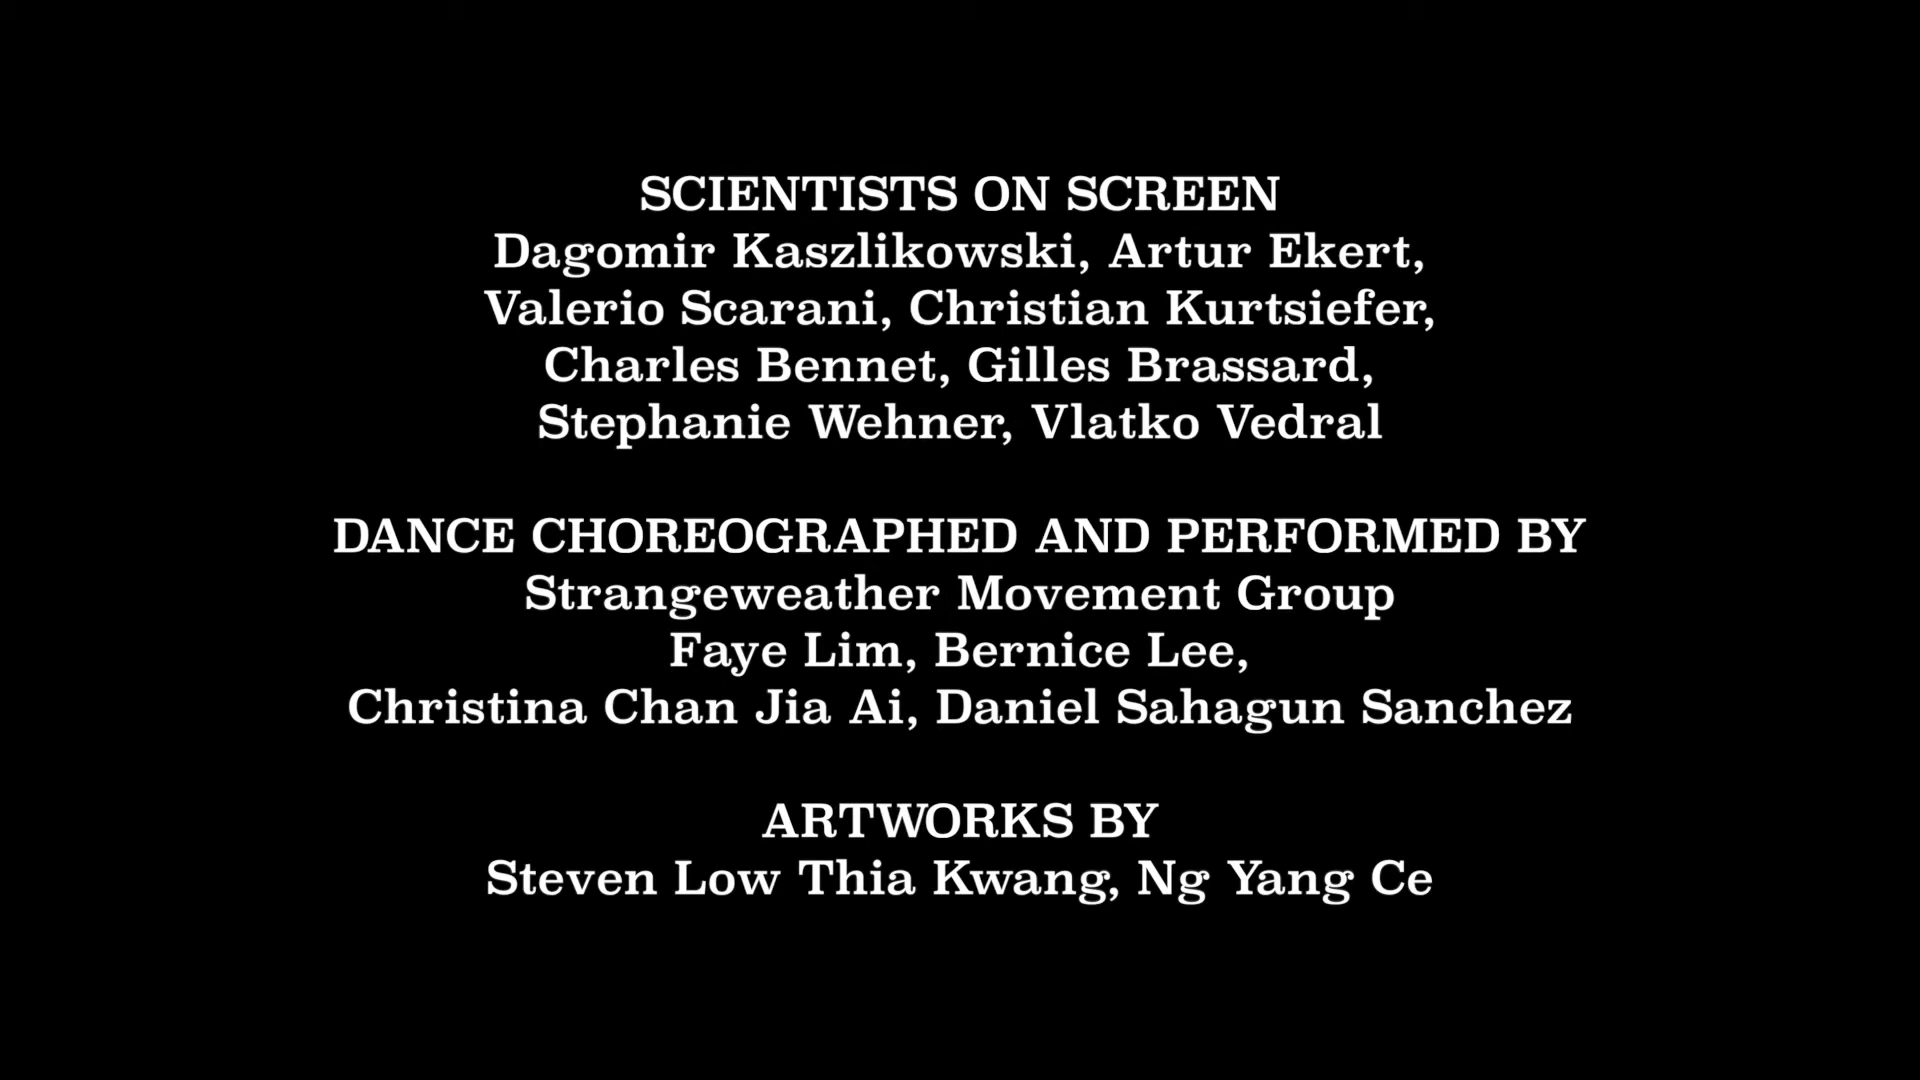 SCIENTISTS ON SCREEN
Dagomir Kaszlikowski, Artur Ekert,
Valerio Scarani, Christian Kurtsiefer,
Charles Bennet, Gilles Brassard,
Stephanie Wehner, Vlatko Vedral
DANCE CHOREOGRAPHED AND PERFORMED BY
Strangeweather Movement Group
Faye Lim, Bernice Lee,
Christina Chan Jia Ai, Daniel Sahagun Sanchez
ARTWORKS BY
Steven Low Thia Kwang, Ng Yang Ce